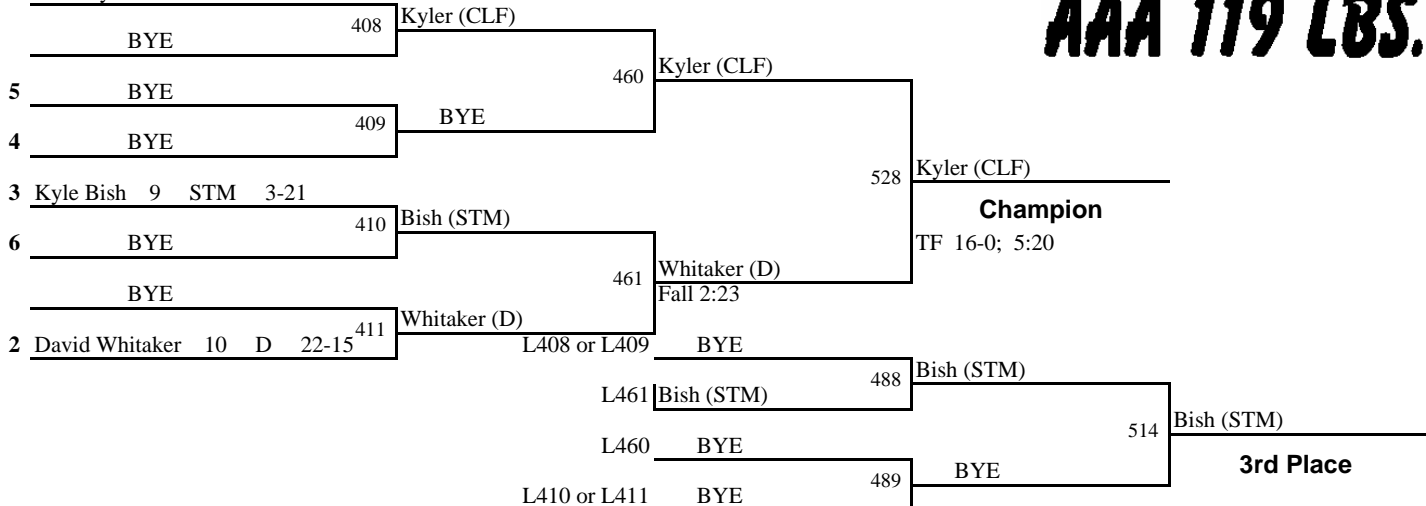 AAA 119 LBS.
408 Kyler (CLF)
BYE
460 Kyler (CLF)
5 BYE
409 BYE
4 BYE
528 Kyler (CLF)
Champion
TF 16-0; 5:20
3 Kyle Bish 9 STM 3-21
410 Bish (STM)
6 BYE
461 Whitaker (D)
Fall 2:23
BYE
411 Whitaker (D)
2 David Whitaker 10 D 22-15
L408 or L409 BYE
488 Bish (STM)
L461 Bish (STM)
514 Bish (STM)
3rd Place
L460 BYE
489 BYE
L410 or L411 BYE